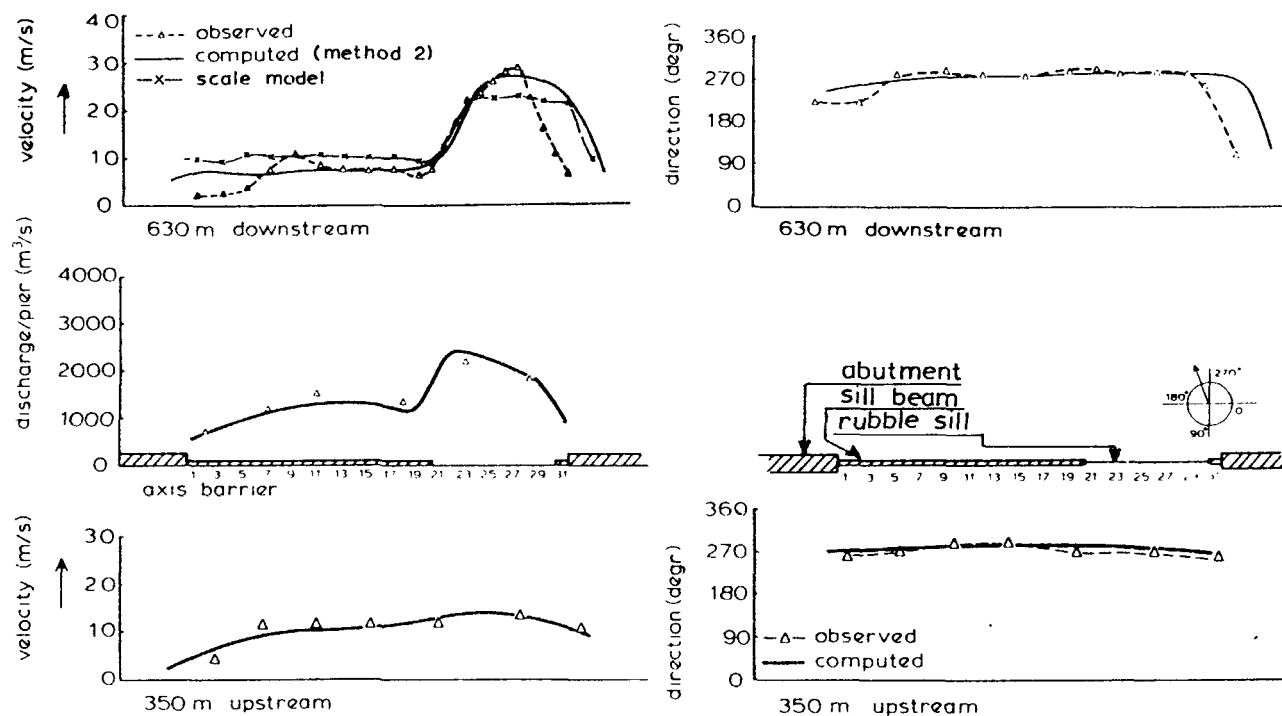 velocity (m/s)
40
30
20
10
0
observed
computed (method 2)
scale model
630 m downstream
direction (degr)
360
270
180
90
0
630 m downstream
discharge/pier (m³/s)
4000
3000
2000
1000
0
1 3 5 7 9 11 13 15 17 19 21 23 25 27 29 31
axis barrier
abutment
sill beam
rubble sill
270°
180°
0
90°
1 3 5 7 9 11 13 15 17 19 21 23 25 27
velocity (m/s)
30
20
10
0
350 m upstream
direction (degr)
360
270
180
90
0
observed
computed
350 m upstream